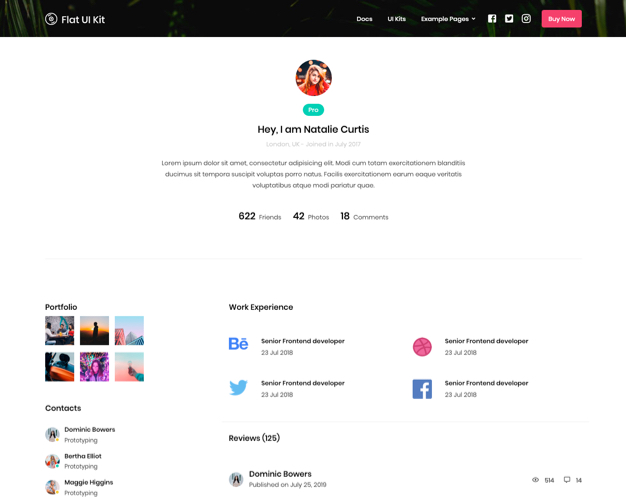 Flat UI Kit
Docs
UI Kits
Example Pages
Buy Now
Pro
Hey, I am Natalie Curtis
London, UK - Joined in July 2017
Lorem ipsum dolor sit amet, consectetur adipisicing elit. Modi cum totam exercitationem blanditiis
ducimus sit tempora suscipit voluptas porro natus. Facilis exercitationem earum eaque veritatis
voluptatibus atque modi pariatur quae.
622 Friends
42 Photos
18 Comments
Portfolio
Contacts
Dominic Bowers
Prototyping
Bertha Elliot
Prototyping
Maggie Higgins
Prototyping
Work Experience
Bē
Senior Frontend developer
23 Jul 2018
Senior Frontend developer
23 Jul 2018
Senior Frontend developer
23 Jul 2018
f
Senior Frontend developer
23 Jul 2018
Reviews (125)
Dominic Bowers
Published on July 25, 2019
514
14